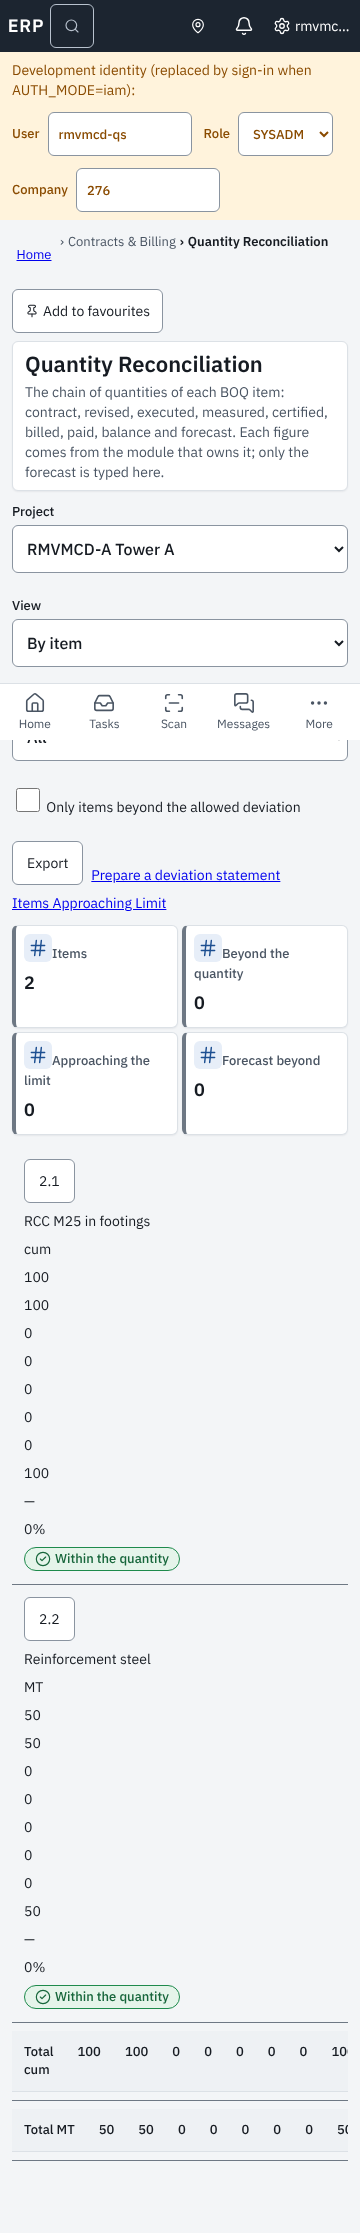 ERP
rmvmc...
Development identity (replaced by sign-in when
AUTH_MODE=iam):
User rmvmcd-qs Role SYSADM
Company 276
Home › Contracts & Billing › Quantity Reconciliation
Add to favourites
Quantity Reconciliation
The chain of quantities of each BOQ item:
contract, revised, executed, measured, certified,
billed, paid, balance and forecast. Each figure
comes from the module that owns it; only the
forecast is typed here.
Project
RMVMCD-A Tower A
View
By item
Home Tasks Scan Messages More
Only items beyond the allowed deviation
Export Prepare a deviation statement
Items Approaching Limit
Items
2
Beyond the
quantity
0
Approaching the
limit
0
Forecast beyond
0
2.1
RCC M25 in footings
cum
100
100
0
0
0
0
0
100
—
0%
Within the quantity
2.2
Reinforcement steel
MT
50
50
0
0
0
0
0
50
—
0%
Within the quantity
Total 100 100 0 0 0 0 0
cum
Total MT 50 50 0 0 0 0 0